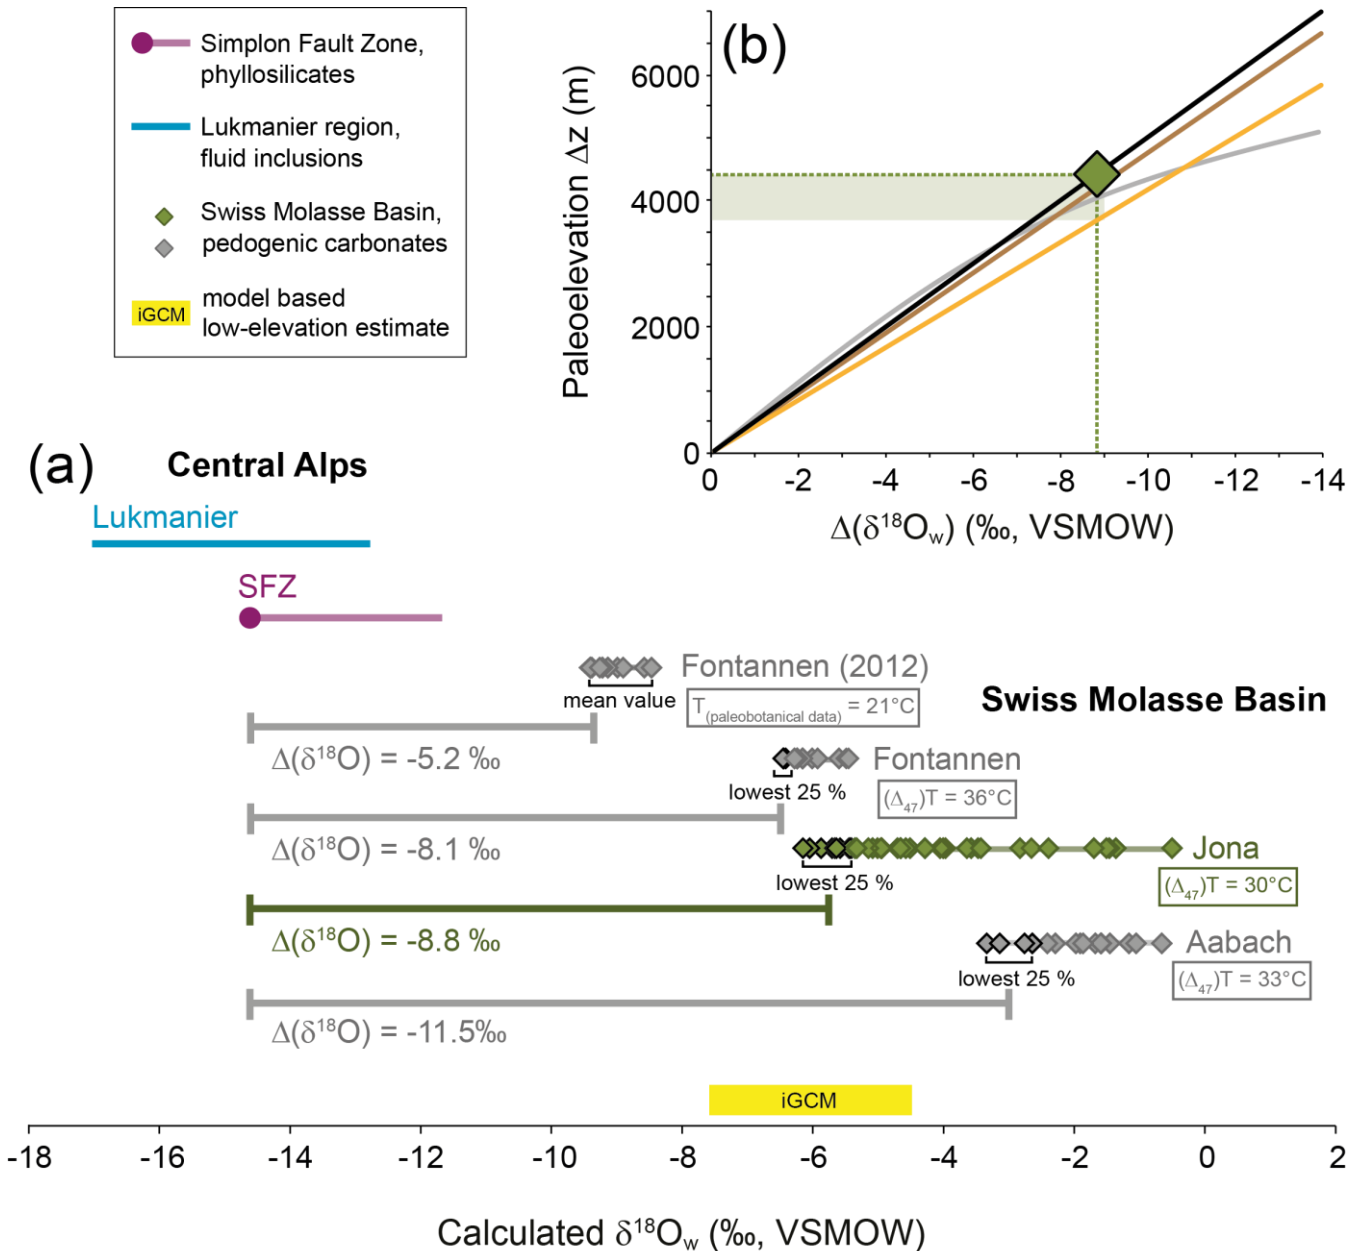 Simplon Fault Zone,
phyllosilicates
Lukmanier region,
fluid inclusions
Swiss Molasse Basin,
pedogenic carbonates
iGCM
model based
low-elevation estimate
(b)
Paleoelevation Δz (m)
6000
4000
2000
0
0 -2 -4 -6 -8 -10 -12 -14
Δ(δ¹⁸Ow) (‰, VSMOW)
(a)
Central Alps
Lukmanier
SFZ
Fontannen (2012)
mean value
T(paleobotanical data) = 21°C
Swiss Molasse Basin
Δ(δ¹⁸O) = -5.2 ‰
Fontannen
lowest 25 %
(Δ₄₇)T = 36°C
Δ(δ¹⁸O) = -8.1 ‰
Jona
lowest 25 %
(Δ₄₇)T = 30°C
Δ(δ¹⁸O) = -8.8 ‰
Aabach
lowest 25 %
(Δ₄₇)T = 33°C
Δ(δ¹⁸O) = -11.5‰
iGCM
-18 -16 -14 -12 -10 -8 -6 -4 -2 0 2
Calculated δ¹⁸Ow (‰, VSMOW)